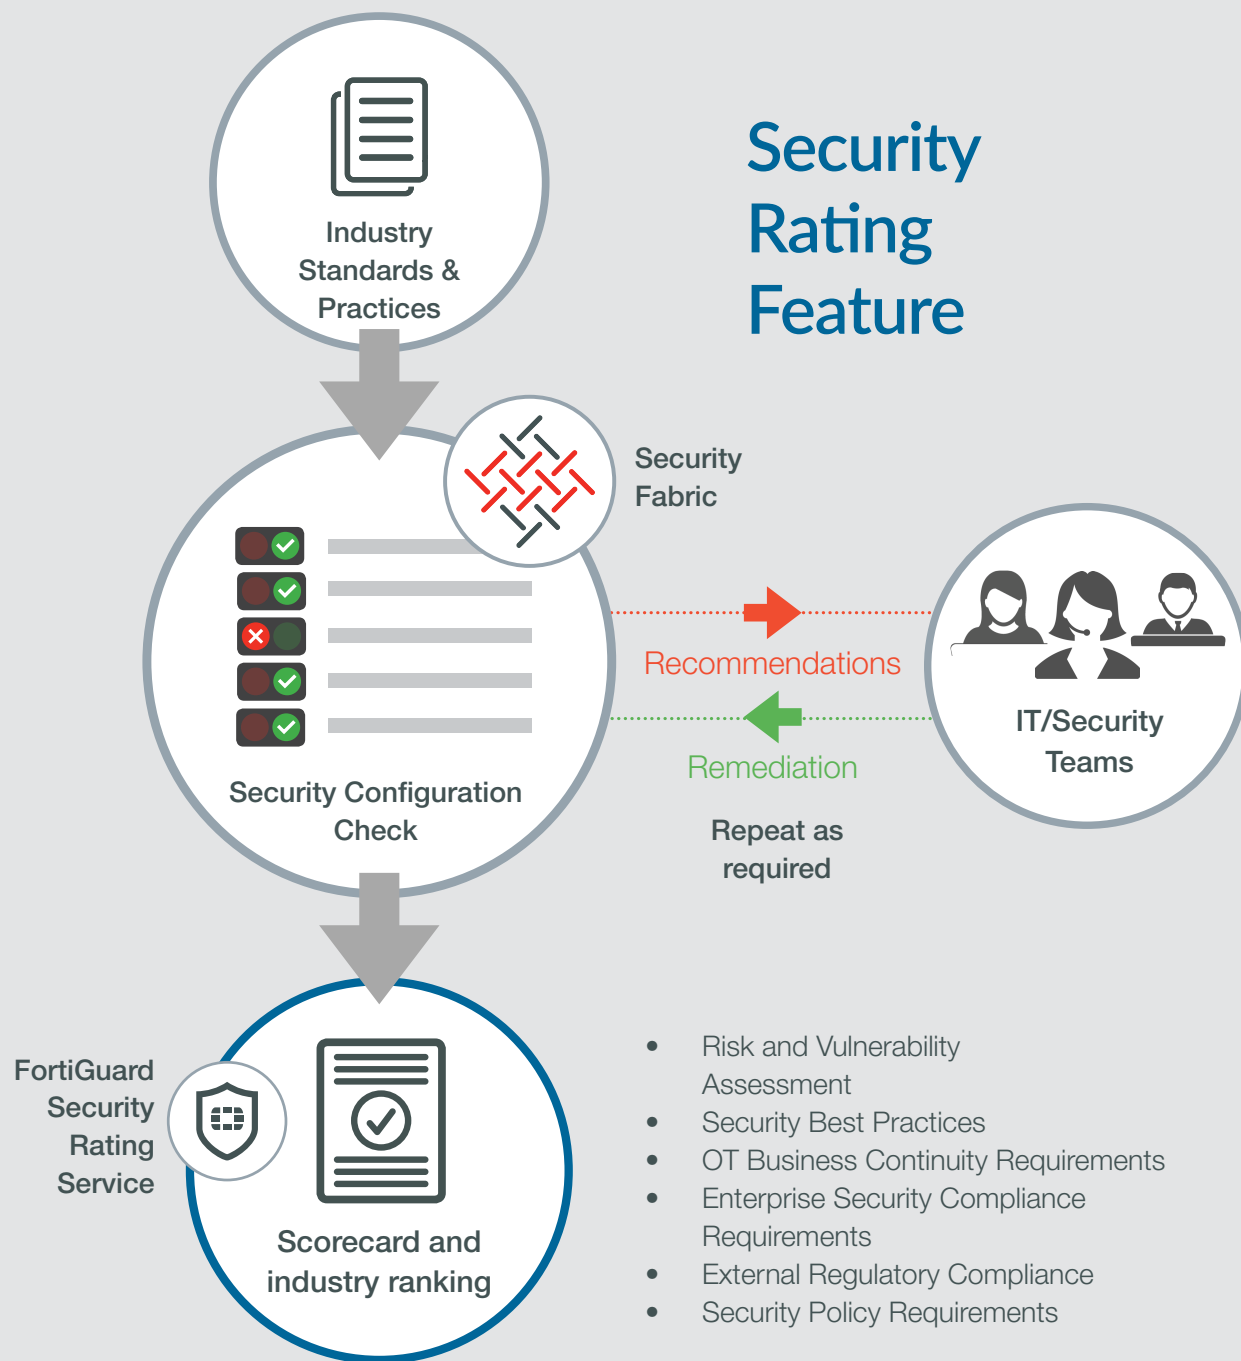 Security
Rating
Feature
Industry
Standards &
Practices
Security
Fabric
Recommendations
Remediation
Repeat as
required
IT/Security
Teams
Security Configuration
Check
FortiGuard
Security
Rating
Service
Scorecard and
industry ranking
• Risk and Vulnerability
Assessment
• Security Best Practices
• OT Business Continuity Requirements
• Enterprise Security Compliance
Requirements
• External Regulatory Compliance
• Security Policy Requirements